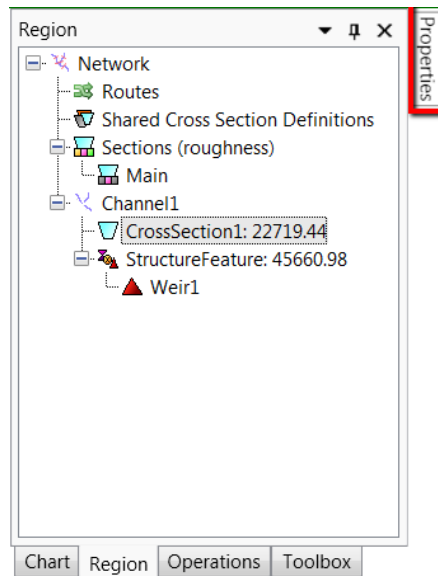 Region
Properties
Network
Routes
Shared Cross Section Definitions
Sections (roughness)
Main
Channel1
CrossSection1: 22719.44
StructureFeature: 45660.98
Weir1
Chart Region Operations Toolbox